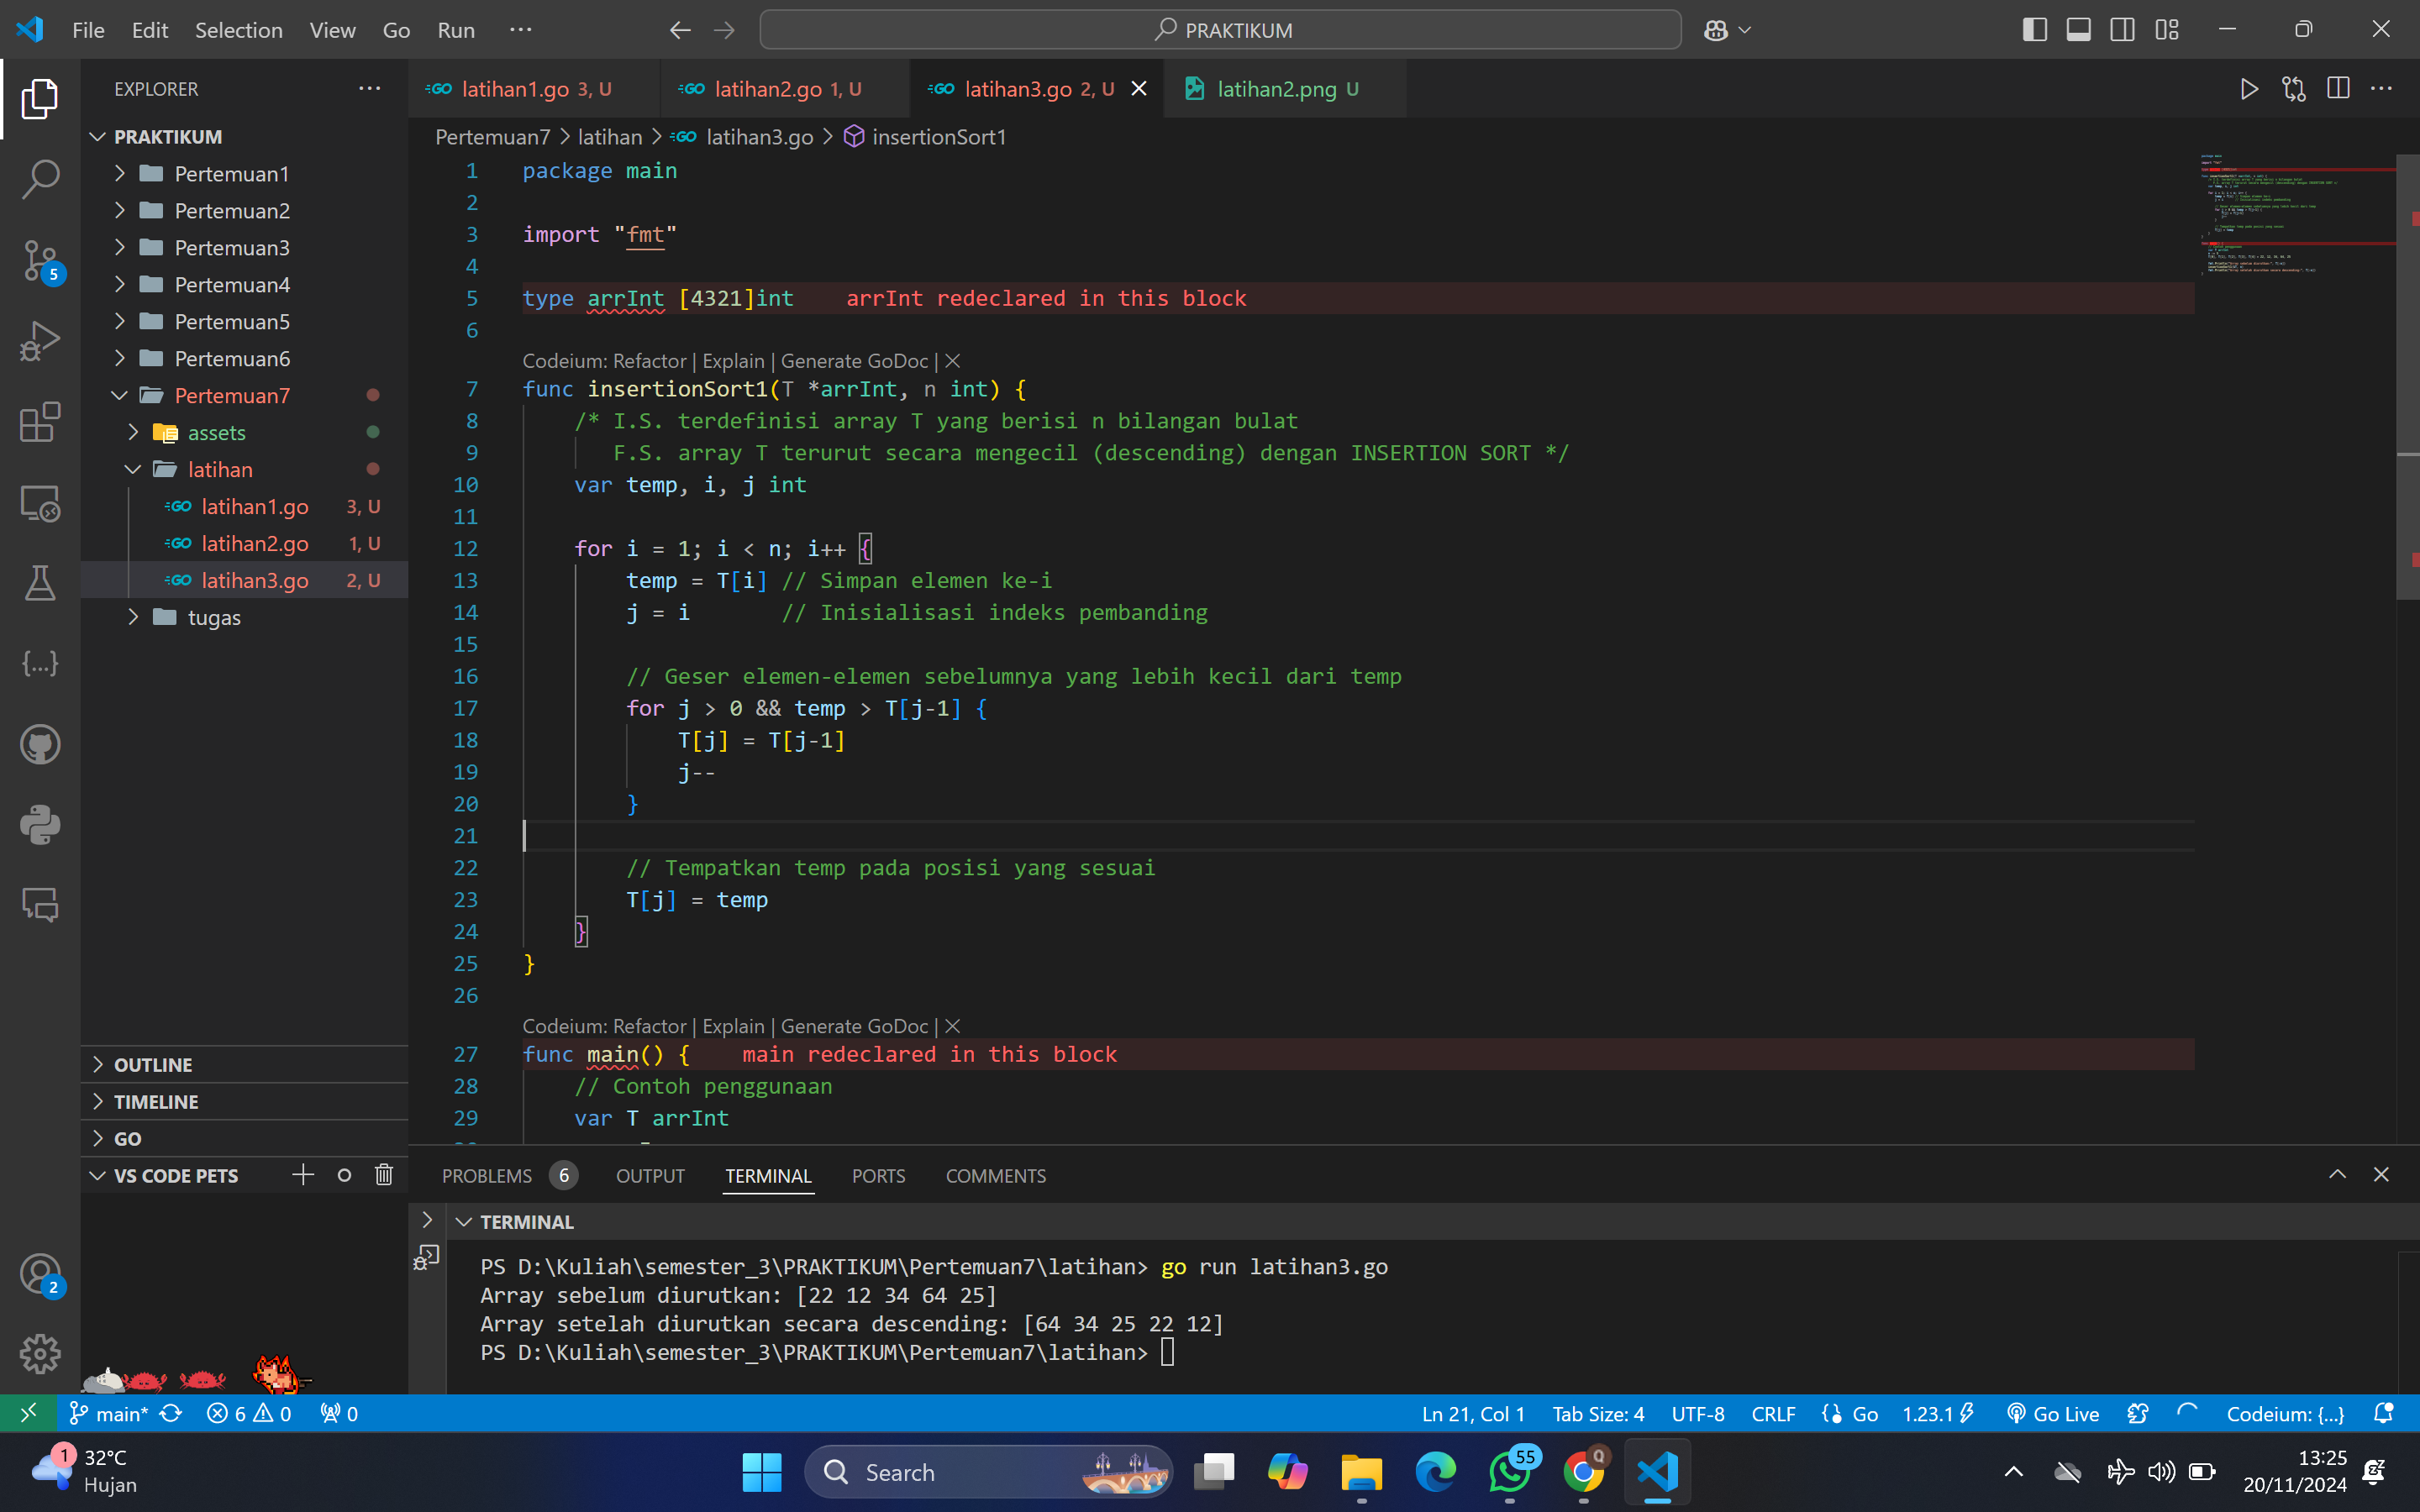 File Edit Selection View Go Run ··· PRAKTIKUM
EXPLORER ···
PRAKTIKUM
Pertemuan1
Pertemuan2
Pertemuan3
Pertemuan4
Pertemuan5
Pertemuan6
Pertemuan7
assets
latihan
GO latihan1.go 3, U
GO latihan2.go 1, U
GO latihan3.go 2, U
tugas
OUTLINE
TIMELINE
GO
VS CODE PETS
5
2
GO latihan1.go 3, U GO latihan2.go 1, U GO latihan3.go 2, U latihan2.png U
Pertemuan7 > latihan > GO latihan3.go > insertionSort1
1 package main
2
3 import "fmt"
4
5 type arrInt [4321]int arrInt redeclared in this block
6
Codeium: Refactor | Explain | Generate GoDoc | ×
7 func insertionSort1(T *arrInt, n int) {
8 /* I.S. terdefinisi array T yang berisi n bilangan bulat
9 F.S. array T terurut secara mengecil (descending) dengan INSERTION SORT */
10 var temp, i, j int
11
12 for i = 1; i < n; i++ {
13 temp = T[i] // Simpan elemen ke-i
14 j = i // Inisialisasi indeks pembanding
15
16 // Geser elemen-elemen sebelumnya yang lebih kecil dari temp
17 for j > 0 && temp > T[j-1] {
18 T[j] = T[j-1]
19 j--
20 }
21
22 // Tempatkan temp pada posisi yang sesuai
23 T[j] = temp
24 }
25 }
26
Codeium: Refactor | Explain | Generate GoDoc | ×
27 func main() { main redeclared in this block
28 // Contoh penggunaan
29 var T arrInt
PROBLEMS 6 OUTPUT TERMINAL PORTS COMMENTS
TERMINAL
PS D:\Kuliah\semester_3\PRAKTIKUM\Pertemuan7\latihan> go run latihan3.go
Array sebelum diurutkan: [22 12 34 64 25]
Array setelah diurutkan secara descending: [64 34 25 22 12]
PS D:\Kuliah\semester_3\PRAKTIKUM\Pertemuan7\latihan>
main* 6 0 0 Ln 21, Col 1 Tab Size: 4 UTF-8 CRLF Go 1.23.1 Go Live Codeium: {...}
1 32°C
Hujan
Search
55
Q
13:25
20/11/2024